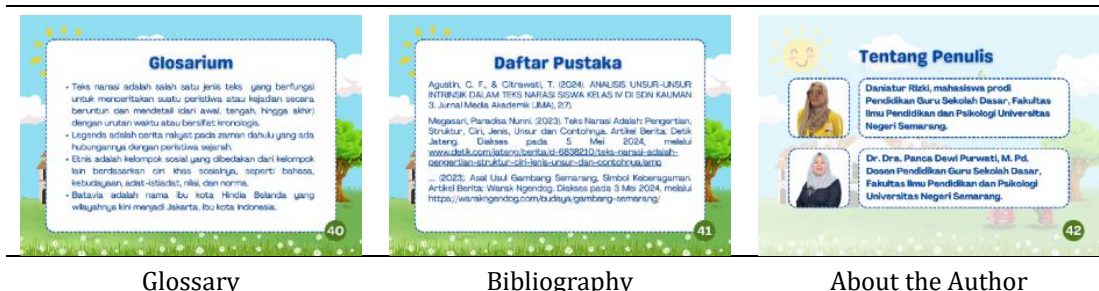 Glosarium
• Teks narasi adalah salah satu jenis teks yang berfungsi
untuk menceritakan suatu peristiwa atau kejadian secara
beruntun dan mendetail (dari awal, tengah, hingga akhir)
dengan urutan waktu atau bersifat kronologis.
• Legenda adalah cerita rakyat pada zaman dahulu yang ada
hubungannya dengan peristiwa sejarah.
• Etnis adalah kelompok sosial yang dibedakan dari kelompok
lain berdasarkan ciri khas sosialnya, seperti bahasa,
kebudayaan, adat-istiadat, nilai, dan norma.
• Batavia adalah nama ibu kota Hindia Belanda yang
wilayahnya kini menjadi Jakarta, ibu kota Indonesia.
40
Daftar Pustaka
Agustin, C. F., & Citrawati, T. (2024). ANALISIS UNSUR-UNSUR
INTRINSIK DALAM TEKS NARASI SISWA KELAS IV DI SDN KAUMAN
3. Jurnal Media Akademik (JMA), 2(7).
Megasari, Paradisa Nunni. (2023). Teks Narasi Adalah: Pengertian,
Struktur, Ciri, Jenis, Unsur dan Contohnya. Artikel Berita: Detik
Jateng. Diakses pada 5 Mei 2024, melalui
www.detik.com/jateng/berita/d-6838210/teks-narasi-adalah-
pengertian-struktur-ciri-jenis-unsur-dan-contohnya/amp
... (2023). Asal Usul Gambang Semarang, Simbol Keberagaman.
Artikel Berita: Warak Ngendog. Diakses pada 3 Mei 2024, melalui
https://warakngendog.com/budaya/gambang-semarang/
41
Tentang Penulis
Daniatur Rizki, mahasiswa prodi
Pendidikan Guru Sekolah Dasar, Fakultas
Ilmu Pendidikan dan Psikologi Universitas
Negeri Semarang.
Dr. Dra. Panca Dewi Purwati, M. Pd.
Dosen Pendidikan Guru Sekolah Dasar,
Fakultas Ilmu Pendidikan dan Psikologi
Universitas Negeri Semarang.
42
Glossary
Bibliography
About the Author